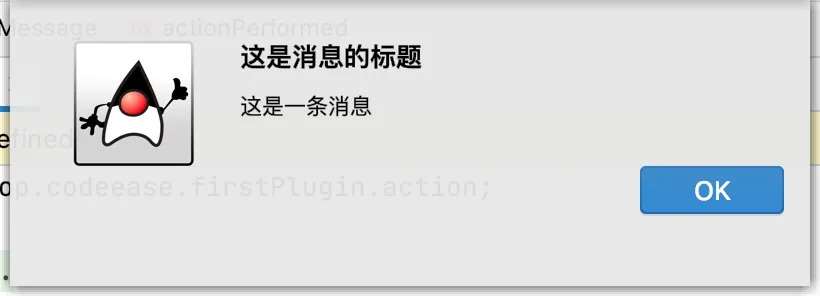 Message m actionPerformed
这是消息的标题
这是一条消息
efined
op.codeease.firstPlugin.action;
OK